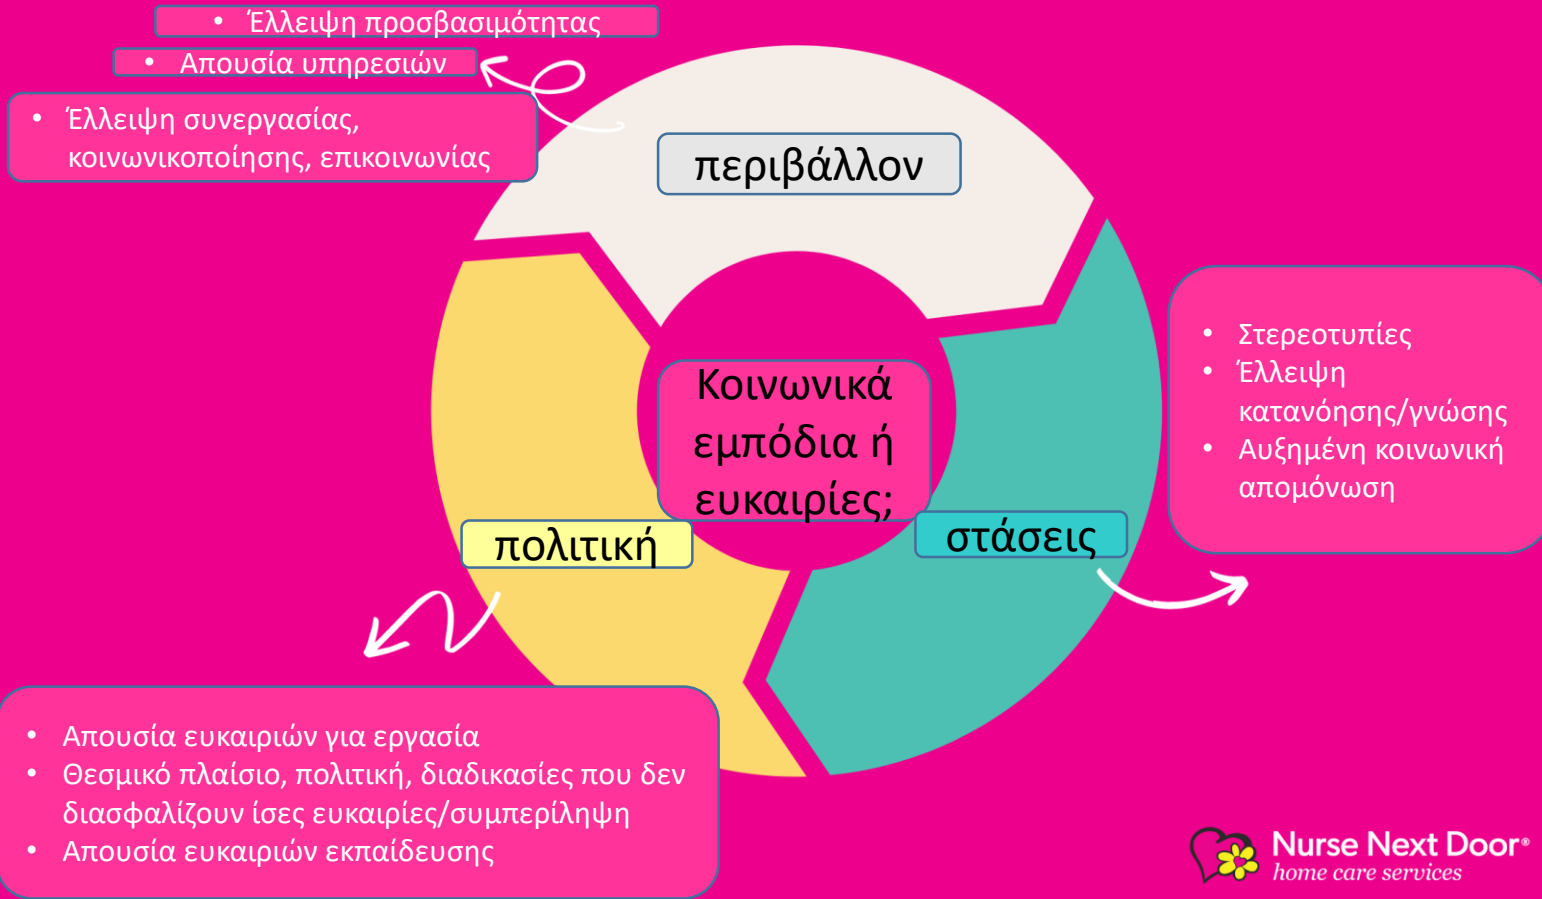 • Έλλειψη προσβασιμότητας
• Απουσία υπηρεσιών
• Έλλειψη συνεργασίας,
κοινωνικοποίησης, επικοινωνίας
περιβάλλον
Κοινωνικά
εμπόδια ή
ευκαιρίες;
• Στερεοτυπίες
• Έλλειψη
κατανόησης/γνώσης
• Αυξημένη κοινωνική
απομόνωση
στάσεις
πολιτική
• Απουσία ευκαιριών για εργασία
• Θεσμικό πλαίσιο, πολιτική, διαδικασίες που δεν
διασφαλίζουν ίσες ευκαιρίες/συμπερίληψη
• Απουσία ευκαιριών εκπαίδευσης
Nurse Next Door®
home care services